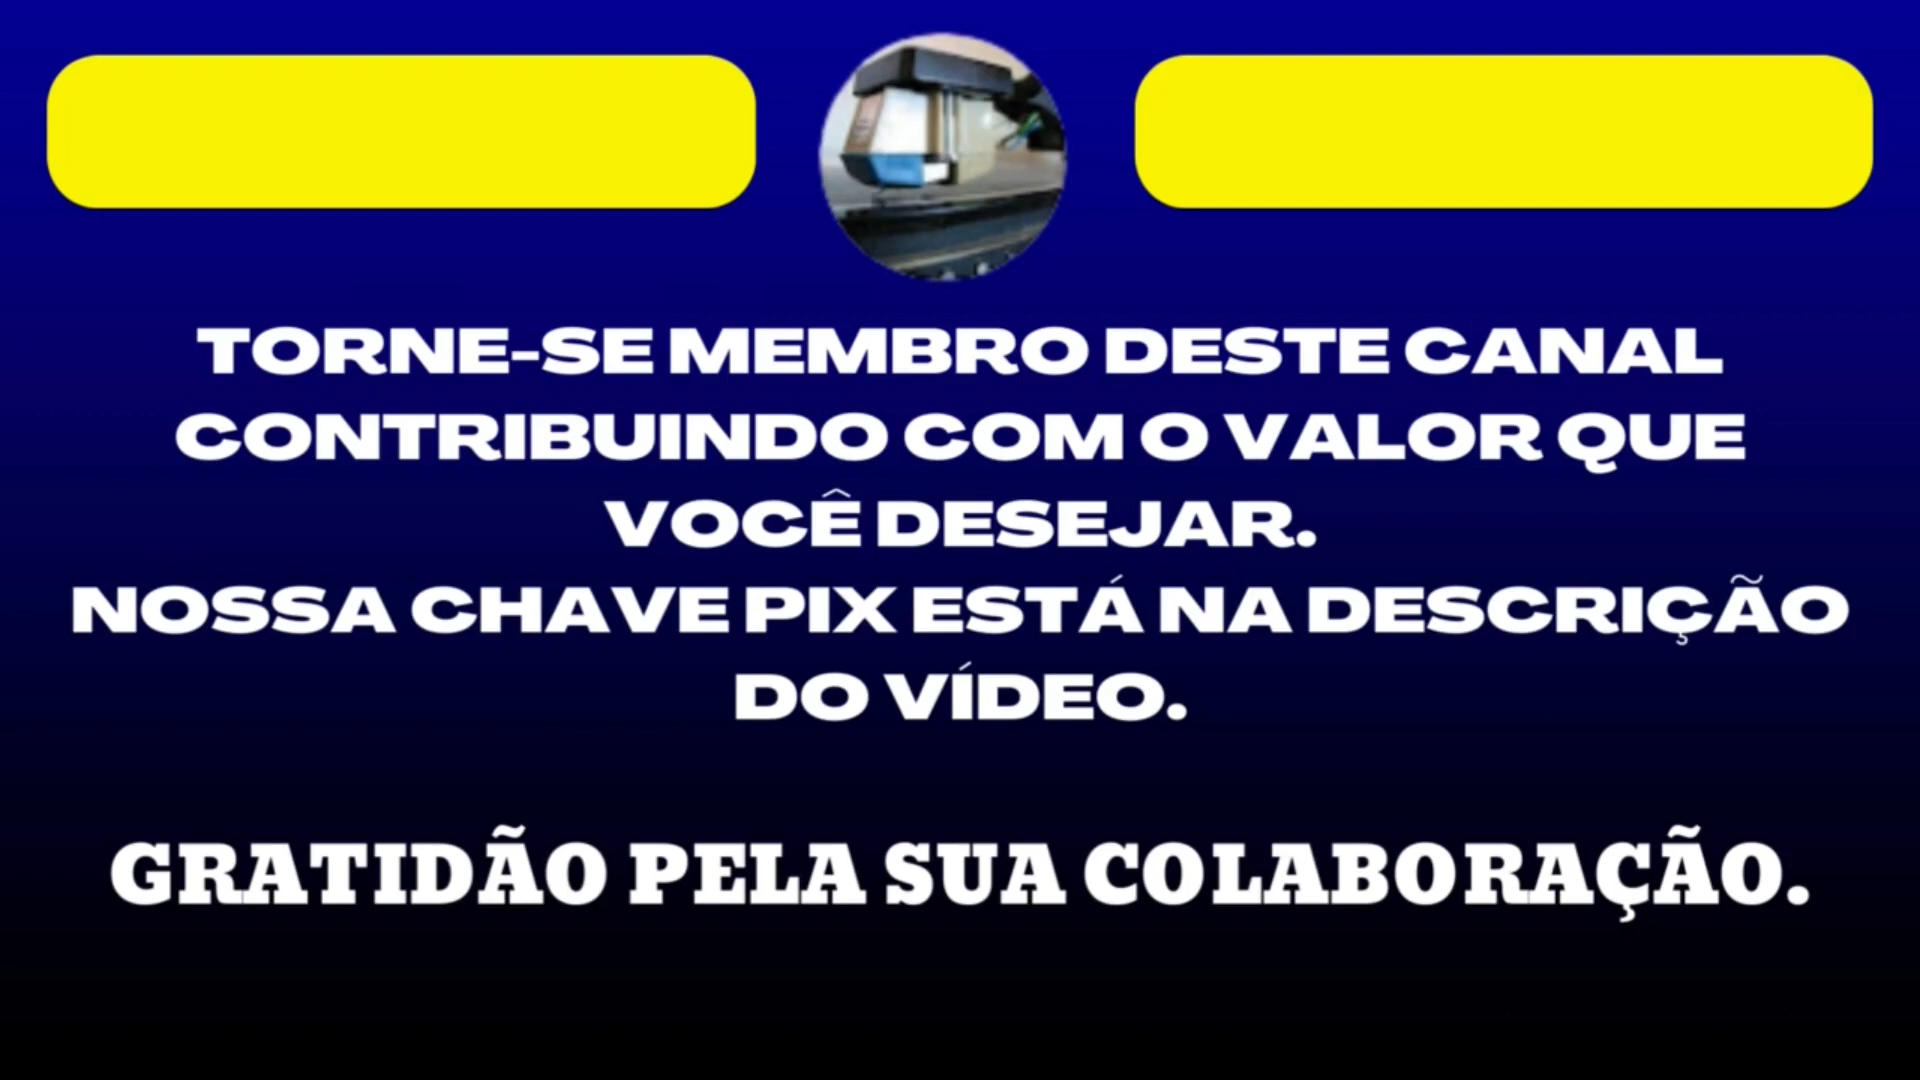 TORNE-SE MEMBRO DESTE CANAL
CONTRIBUINDO COM O VALOR QUE
VOCÊ DESEJAR.
NOSSA CHAVE PIX ESTÁ NA DESCRIÇÃO
DO VÍDEO.
GRATIDÃO PELA SUA COLABORAÇÃO.